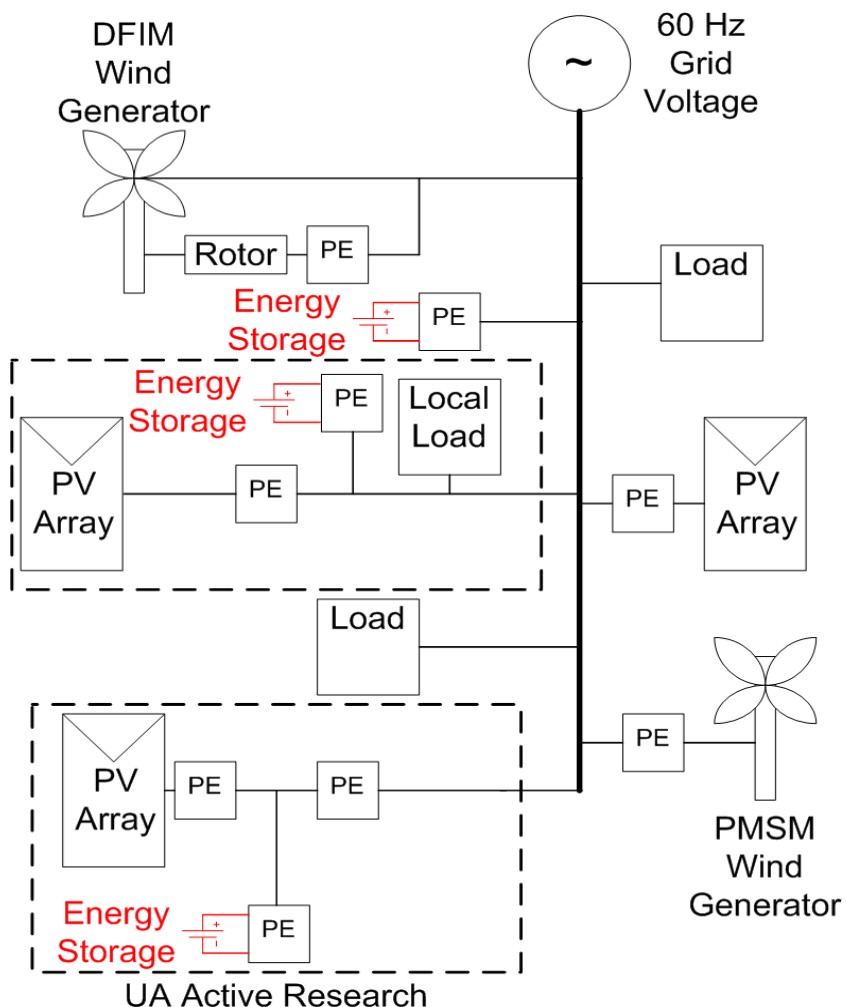 DFIM
Wind
Generator
60 Hz
Grid
Voltage
~
Rotor
PE
Load
Energy
Storage
+
-
PE
Energy
Storage
+
-
PE
Local
Load
PV
Array
PE
PE
PV
Array
Load
PE
PV
Array
PE
PE
PMSM
Wind
Generator
Energy
Storage
+
-
PE
UA Active Research